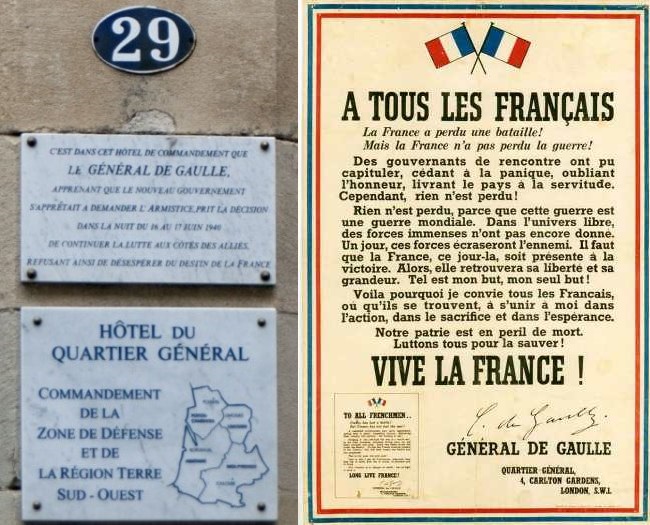 29
C'EST DANS CET HOTEL DE COMMANDEMENT QUE
LE GÉNÉRAL DE GAULLE,
APPRENANT QUE LE NOUVEAU GOUVERNEMENT
S'APPRÊTAIT A DEMANDER L'ARMISTICE, PRIT LA DÉCISION
DANS LA NUIT DU 16 AU 17 JUIN 1940
DE CONTINUER LA LUTTE AUX CÔTÉS DES ALLIÉS,
REFUSANT AINSI DE DESESPÉRER DU DESTIN DE LA FRANCE
HÔTEL DU
QUARTIER GÉNÉRAL
COMMANDEMENT
DE LA
ZONE DE DÉFENSE
ET DE
LA RÉGION TERRE
SUD - OUEST
A TOUS LES FRANÇAIS
La France a perdu une bataille!
Mais la France n'a pas perdu la guerre!
Des gouvernants de rencontre ont pu
capituler, cédant à la panique, oubliant
l'honneur, livrant le pays à la servitude.
Cependant, rien n'est perdu!
Rien n'est perdu, parce que cette guerre est
une guerre mondiale. Dans l'univers libre,
des forces immenses n'ont pas encore donné.
Un jour, ces forces écraseront l'ennemi. Il faut
que la France, ce jour-la, soit présente à la
victoire. Alors, elle retrouvera sa liberté et sa
grandeur. Tel est mon but, mon seul but!
Voila pourquoi je convie tous les Francais,
où qu'ils se trouvent, à s'unir à moi dans
l'action, dans le sacrifice et dans l'espérance.
Notre patrie est en peril de mort.
Luttons tous pour la sauver!
VIVE LA FRANCE !
C. de Gaulle
GÉNÉRAL DE GAULLE
QUARTIER-GÉNÉRAL,
4, CARLTON GARDENS,
LONDON, S.W.1.
TO ALL FRENCHMEN..
LONG LIVE FRANCE!